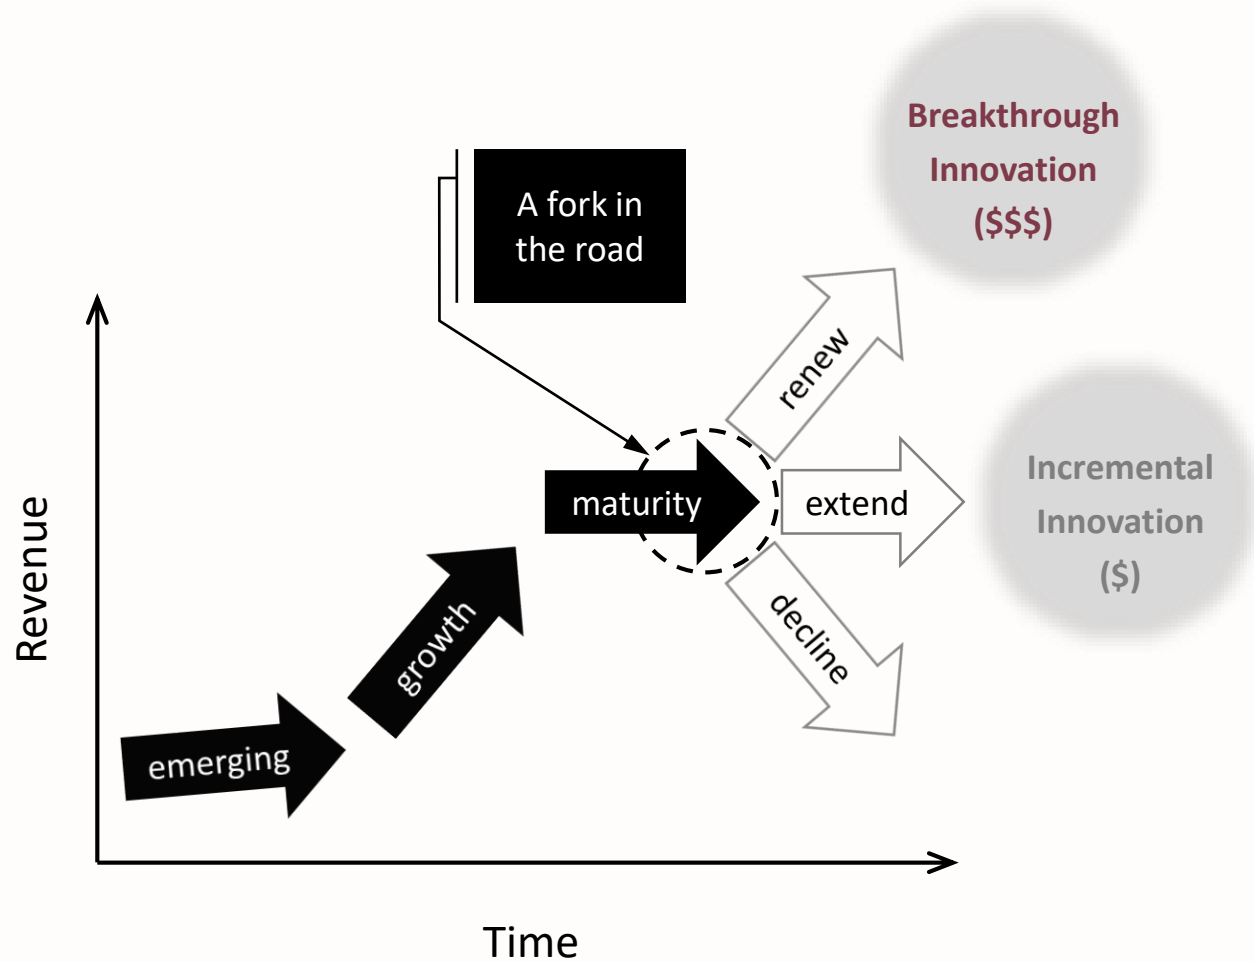 Breakthrough
Innovation
($$$)
A fork in
the road
renew
Incremental
Innovation
($)
maturity
extend
decline
growth
emerging
Revenue
Time